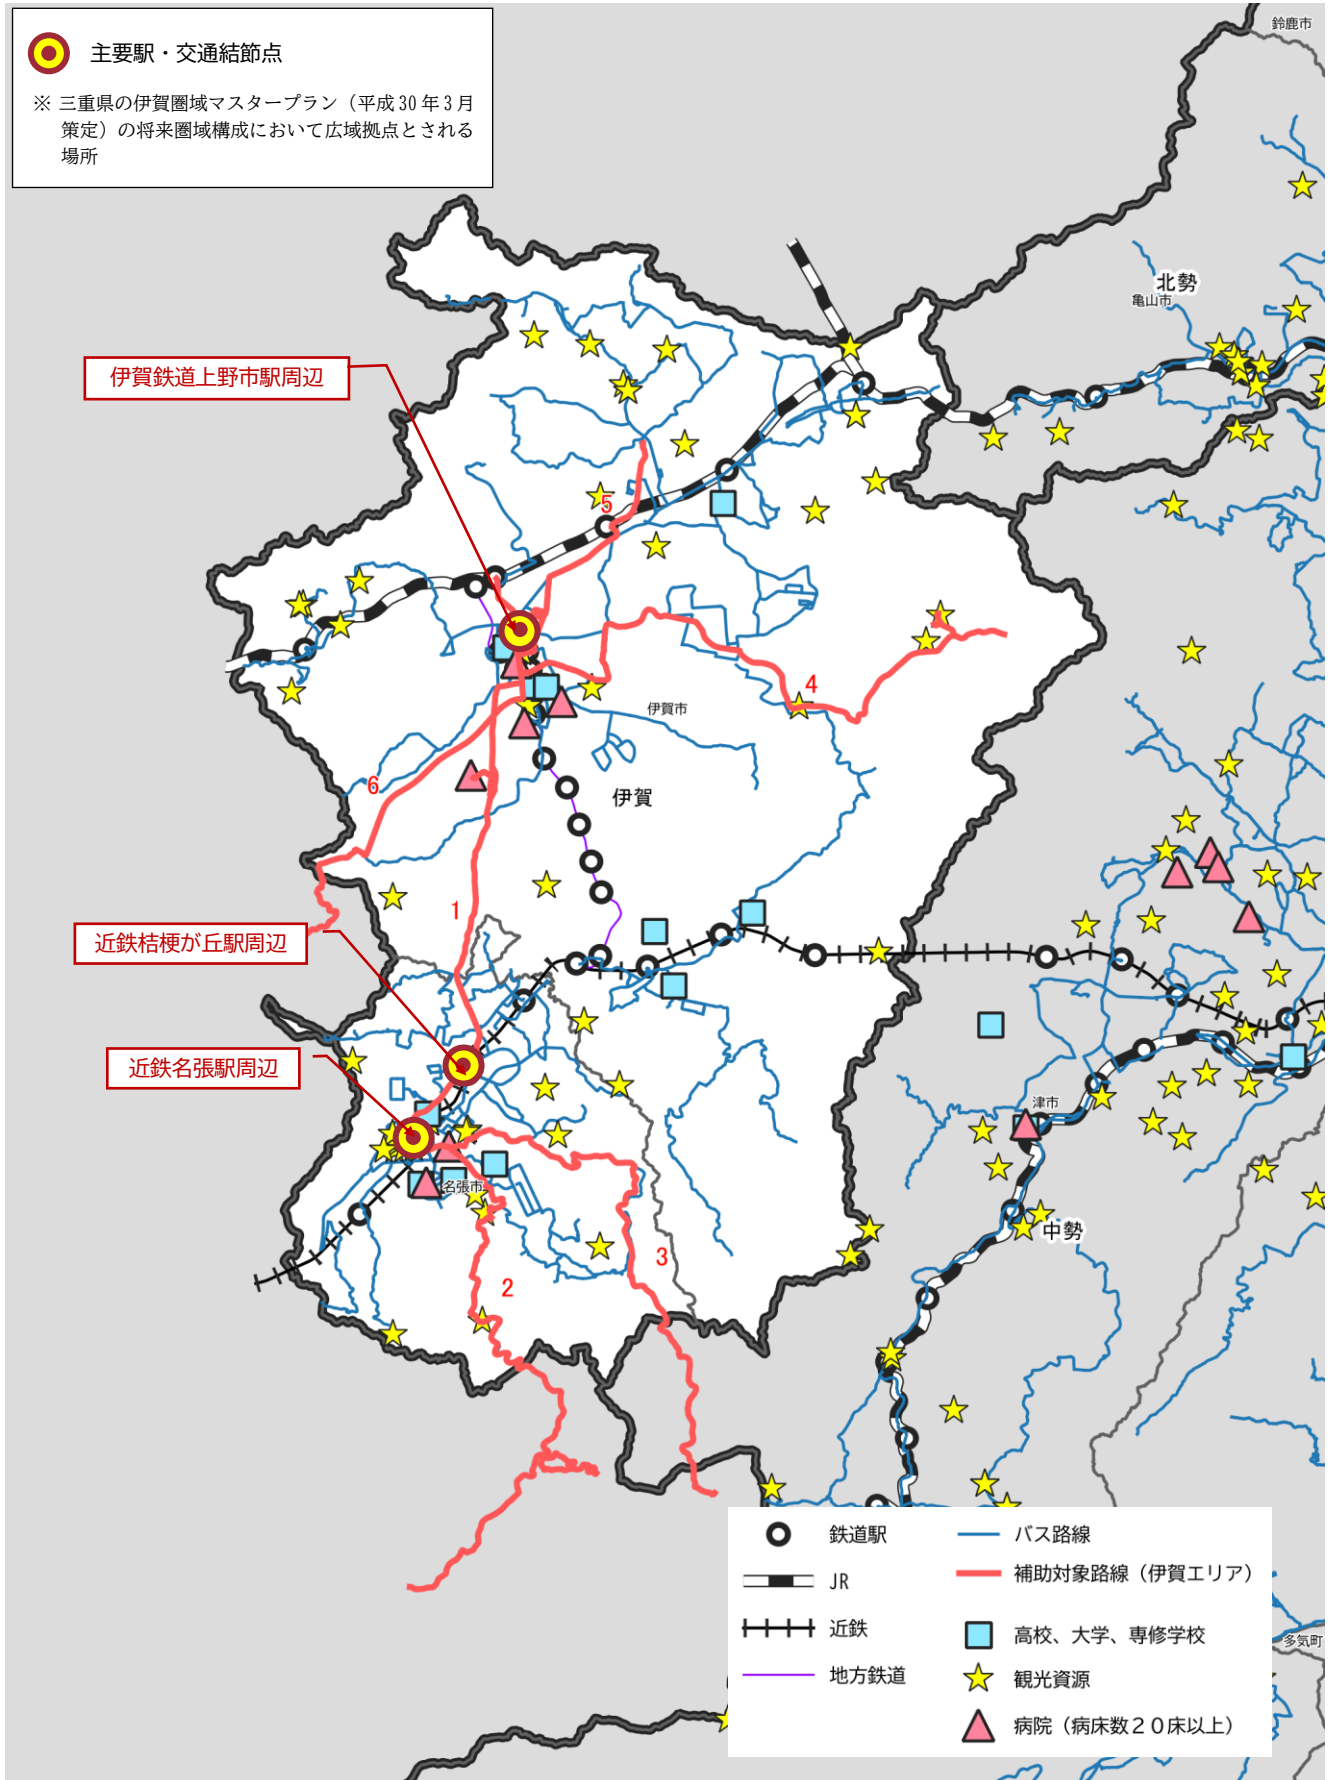 主要駅・交通結節点
※ 三重県の伊賀圏域マスタープラン（平成30年3月
策定）の将来圏域構成において広域拠点とされる
場所
鈴鹿市
北勢
亀山市
伊賀鉄道上野市駅周辺
5
4
伊賀市
6
伊賀
1
近鉄桔梗が丘駅周辺
近鉄名張駅周辺
津市
名張市
中勢
3
2
鉄道駅
バス路線
JR
補助対象路線（伊賀エリア）
近鉄
高校、大学、専修学校
地方鉄道
観光資源
病院（病床数２０床以上）
多気町